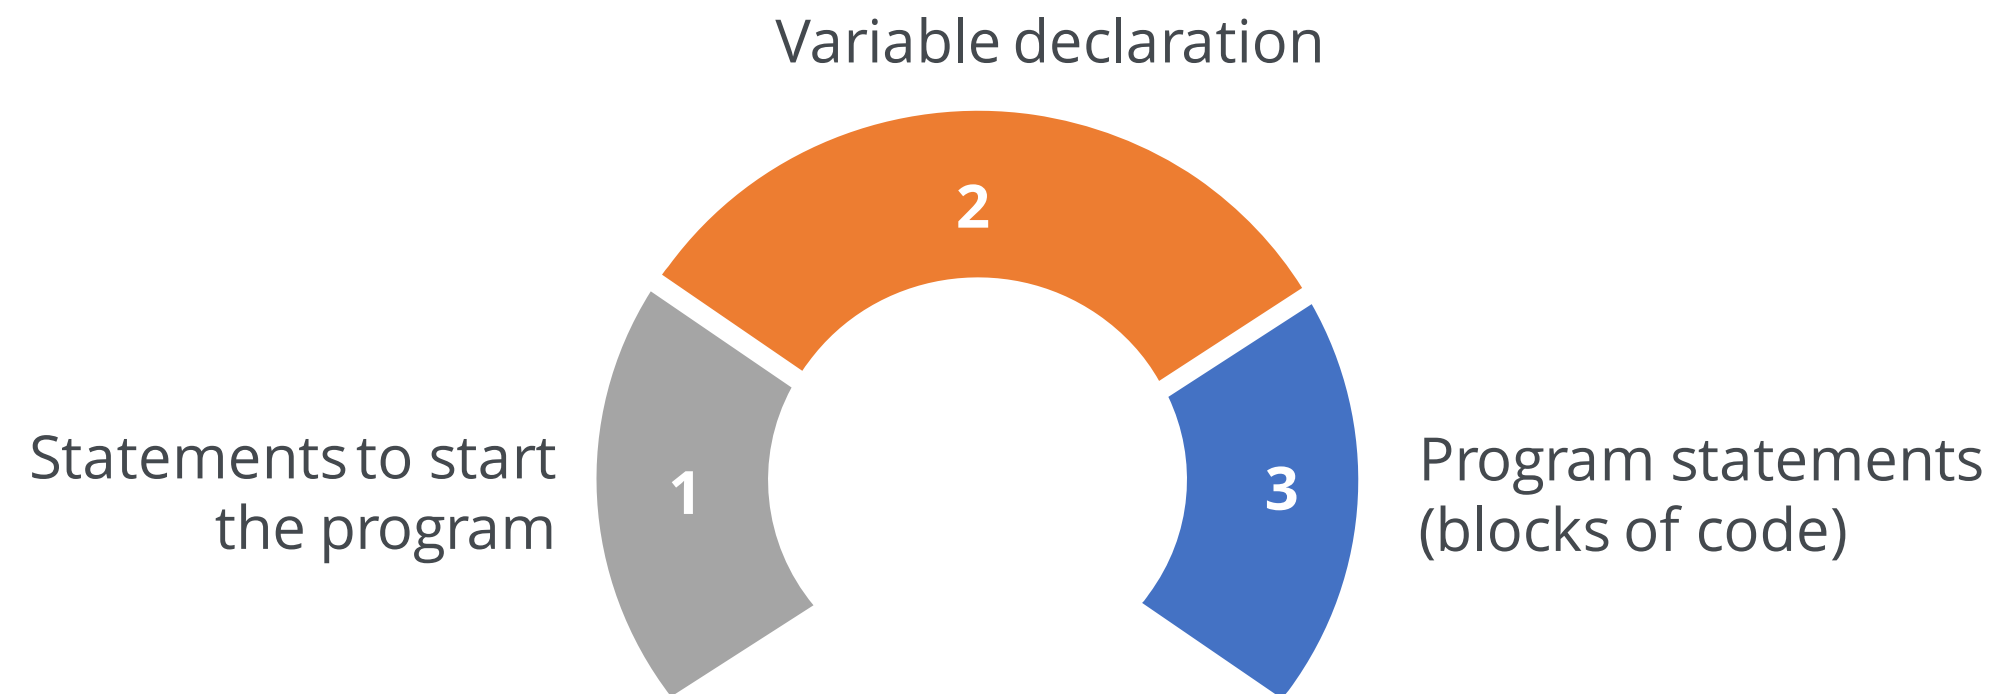 Variable declaration
2
Statements to start
the program
1
3
Program statements
(blocks of code)